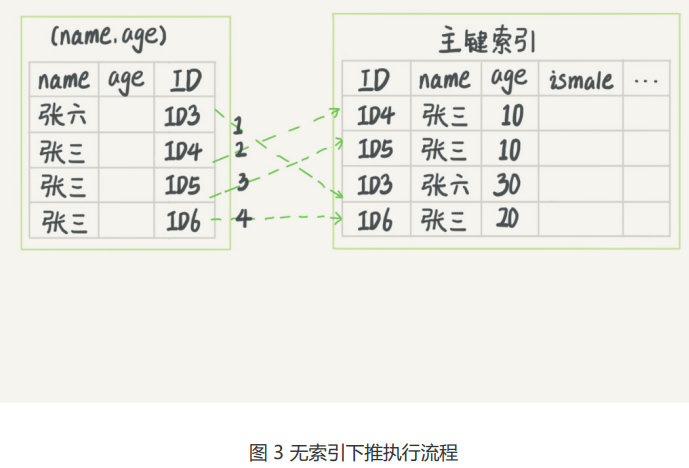 (name.age)
name age ID
张六 ID3
张三 ID4
张三 ID5
张三 ID6
1
2
3
4
主键索引
ID name age ismale ...
ID4 张三 10
ID5 张三 10
ID3 张六 30
ID6 张三 20
图 3 无索引下推执行流程